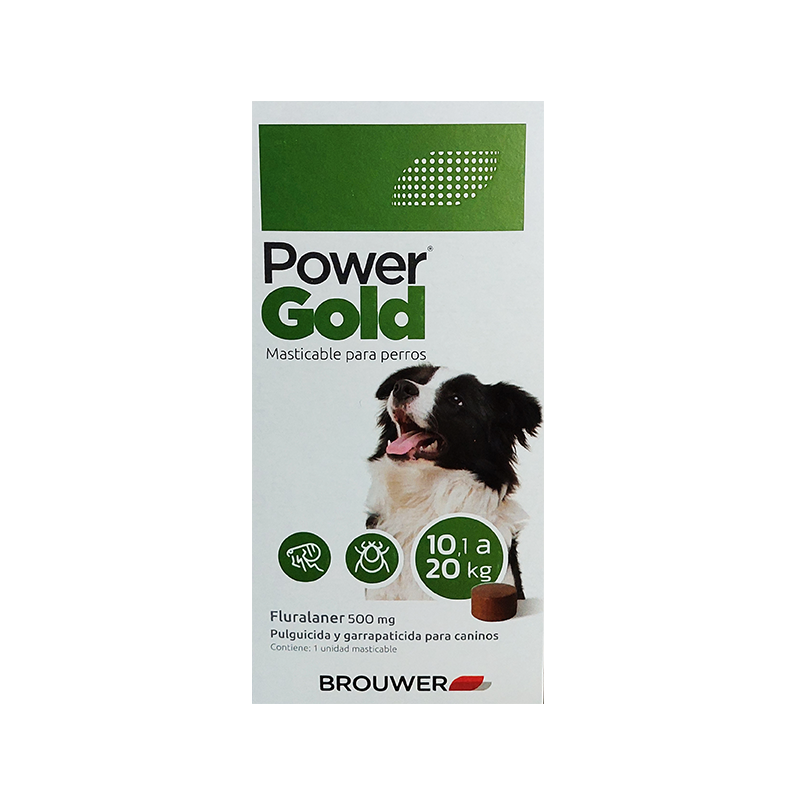 Power®
Gold
Masticable para perros
10,1 a
20 kg
Fluralaner 500 mg
Pulguicida y garrapaticida para caninos
Contiene: 1 unidad masticable
BROUWER